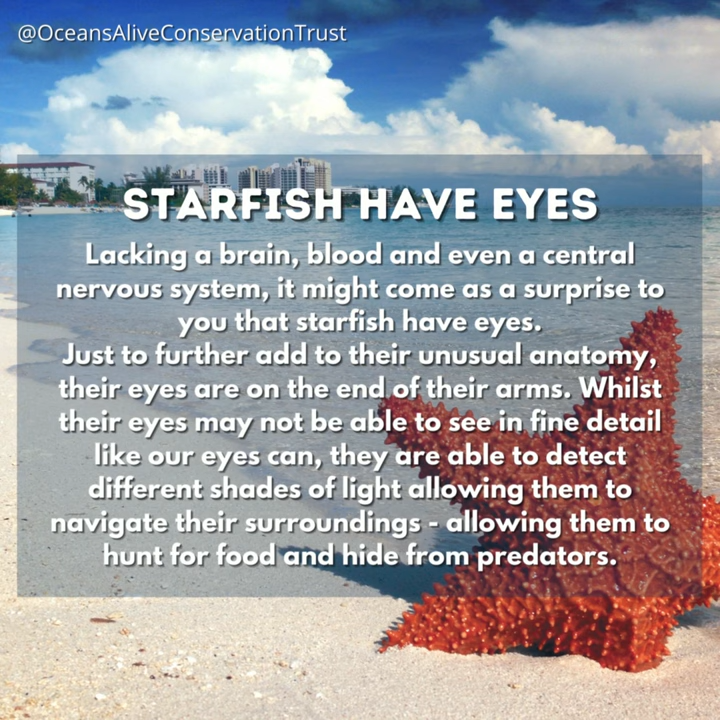 @OceansAliveConservationTrust
STARFISH HAVE EYES
Lacking a brain, blood and even a central
nervous system, it might come as a surprise to
you that starfish have eyes.
Just to further add to their unusual anatomy,
their eyes are on the end of their arms. Whilst
their eyes may not be able to see in fine detail
like our eyes can, they are able to detect
different shades of light allowing them to
navigate their surroundings - allowing them to
hunt for food and hide from predators.